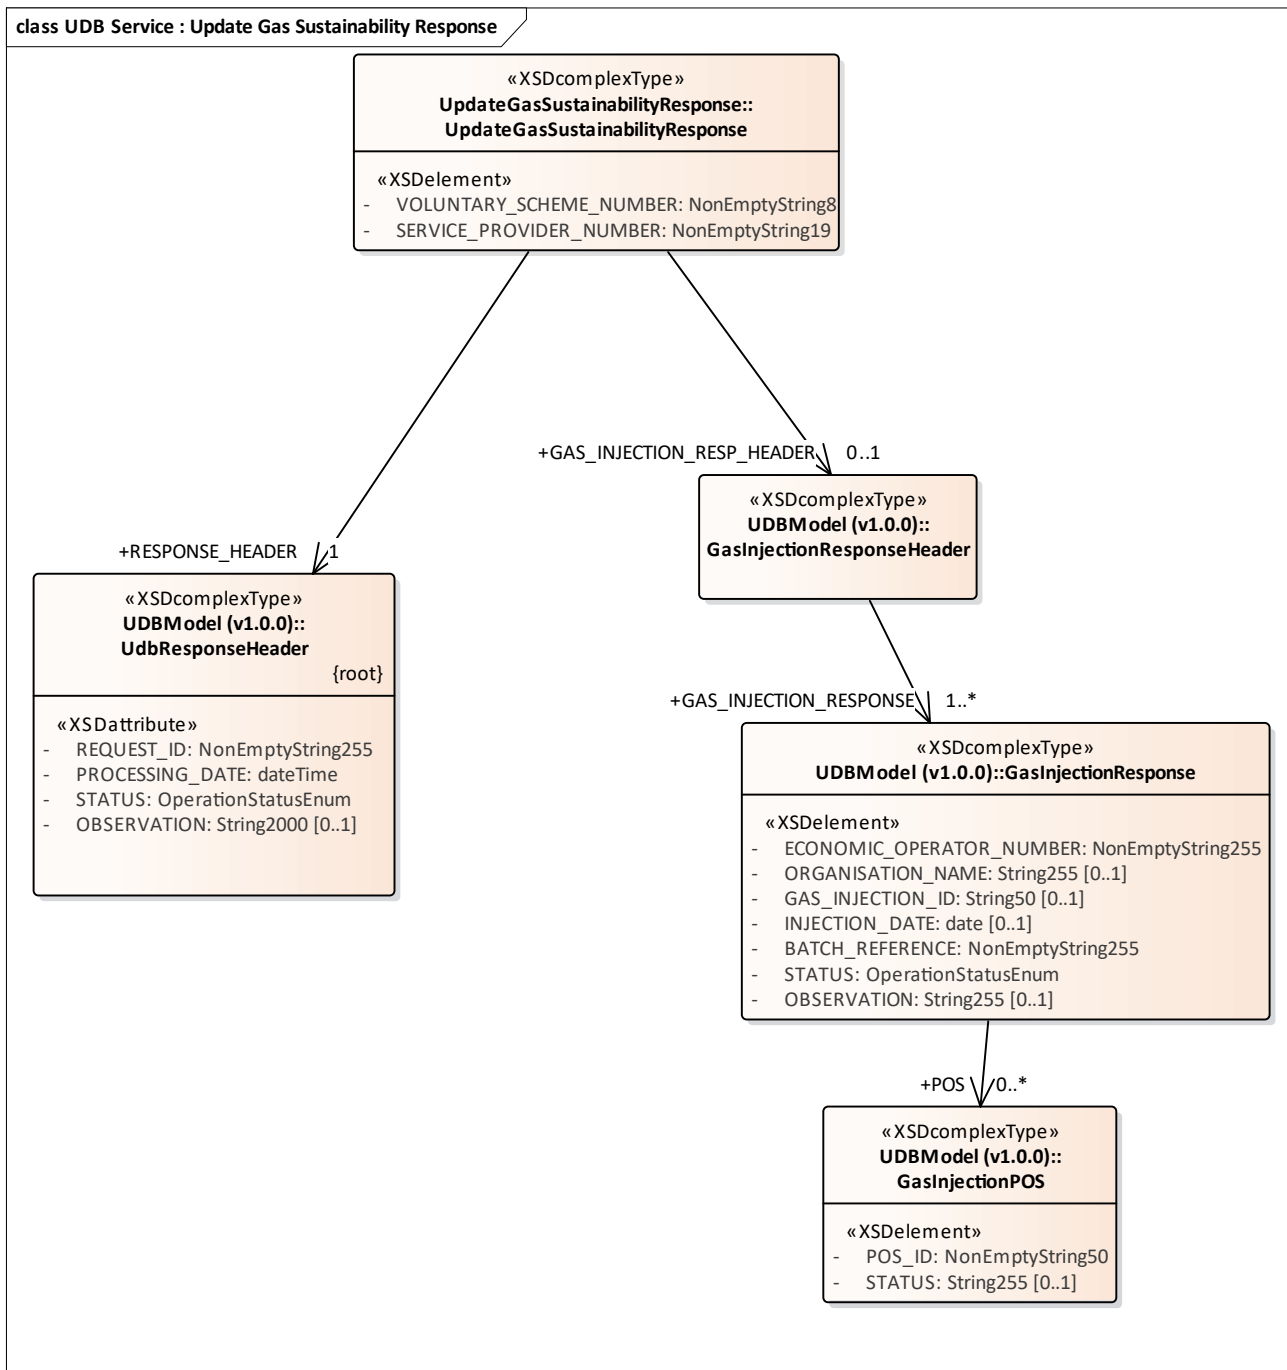 class UDB Service : Update Gas Sustainability Response
«XSDcomplexType»
UpdateGasSustainabilityResponse::
UpdateGasSustainabilityResponse
«XSDelement»
- VOLUNTARY_SCHEME_NUMBER: NonEmptyString8
- SERVICE_PROVIDER_NUMBER: NonEmptyString19
+GAS_INJECTION_RESP_HEADER 0..1
«XSDcomplexType»
UDBModel (v1.0.0)::
GasInjectionResponseHeader
+RESPONSE_HEADER 1
«XSDcomplexType»
UDBModel (v1.0.0)::
UdbResponseHeader
{root}
«XSDattribute»
- REQUEST_ID: NonEmptyString255
- PROCESSING_DATE: dateTime
- STATUS: OperationStatusEnum
- OBSERVATION: String2000 [0..1]
+GAS_INJECTION_RESPONSE 1..*
«XSDcomplexType»
UDBModel (v1.0.0)::GasInjectionResponse
«XSDelement»
- ECONOMIC_OPERATOR_NUMBER: NonEmptyString255
- ORGANISATION_NAME: String255 [0..1]
- GAS_INJECTION_ID: String50 [0..1]
- INJECTION_DATE: date [0..1]
- BATCH_REFERENCE: NonEmptyString255
- STATUS: OperationStatusEnum
- OBSERVATION: String255 [0..1]
+POS 0..*
«XSDcomplexType»
UDBModel (v1.0.0)::
GasInjectionPOS
«XSDelement»
- POS_ID: NonEmptyString50
- STATUS: String255 [0..1]